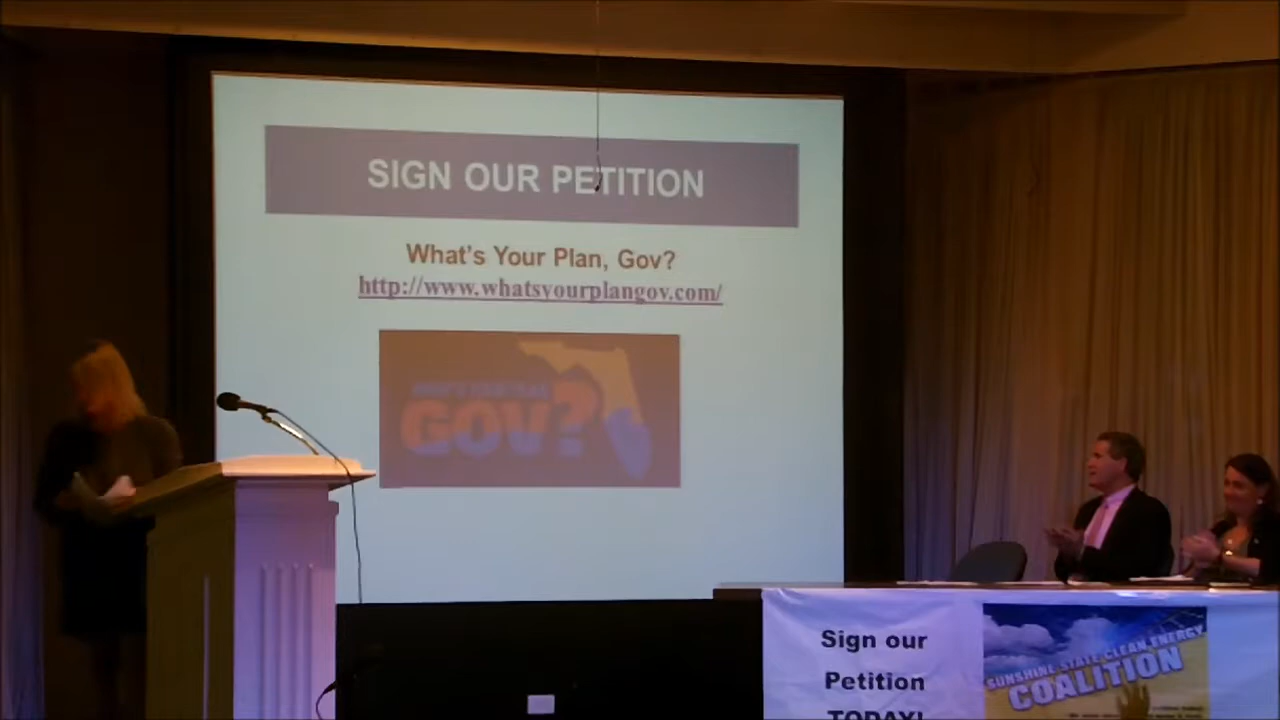 SIGN OUR PETITION
What's Your Plan, Gov?
http://www.whatsyourplangov.com/
GOV?
Sign our
Petition
TODAY!
SUNSHINE STATE CLEAN ENERGY
COALITION